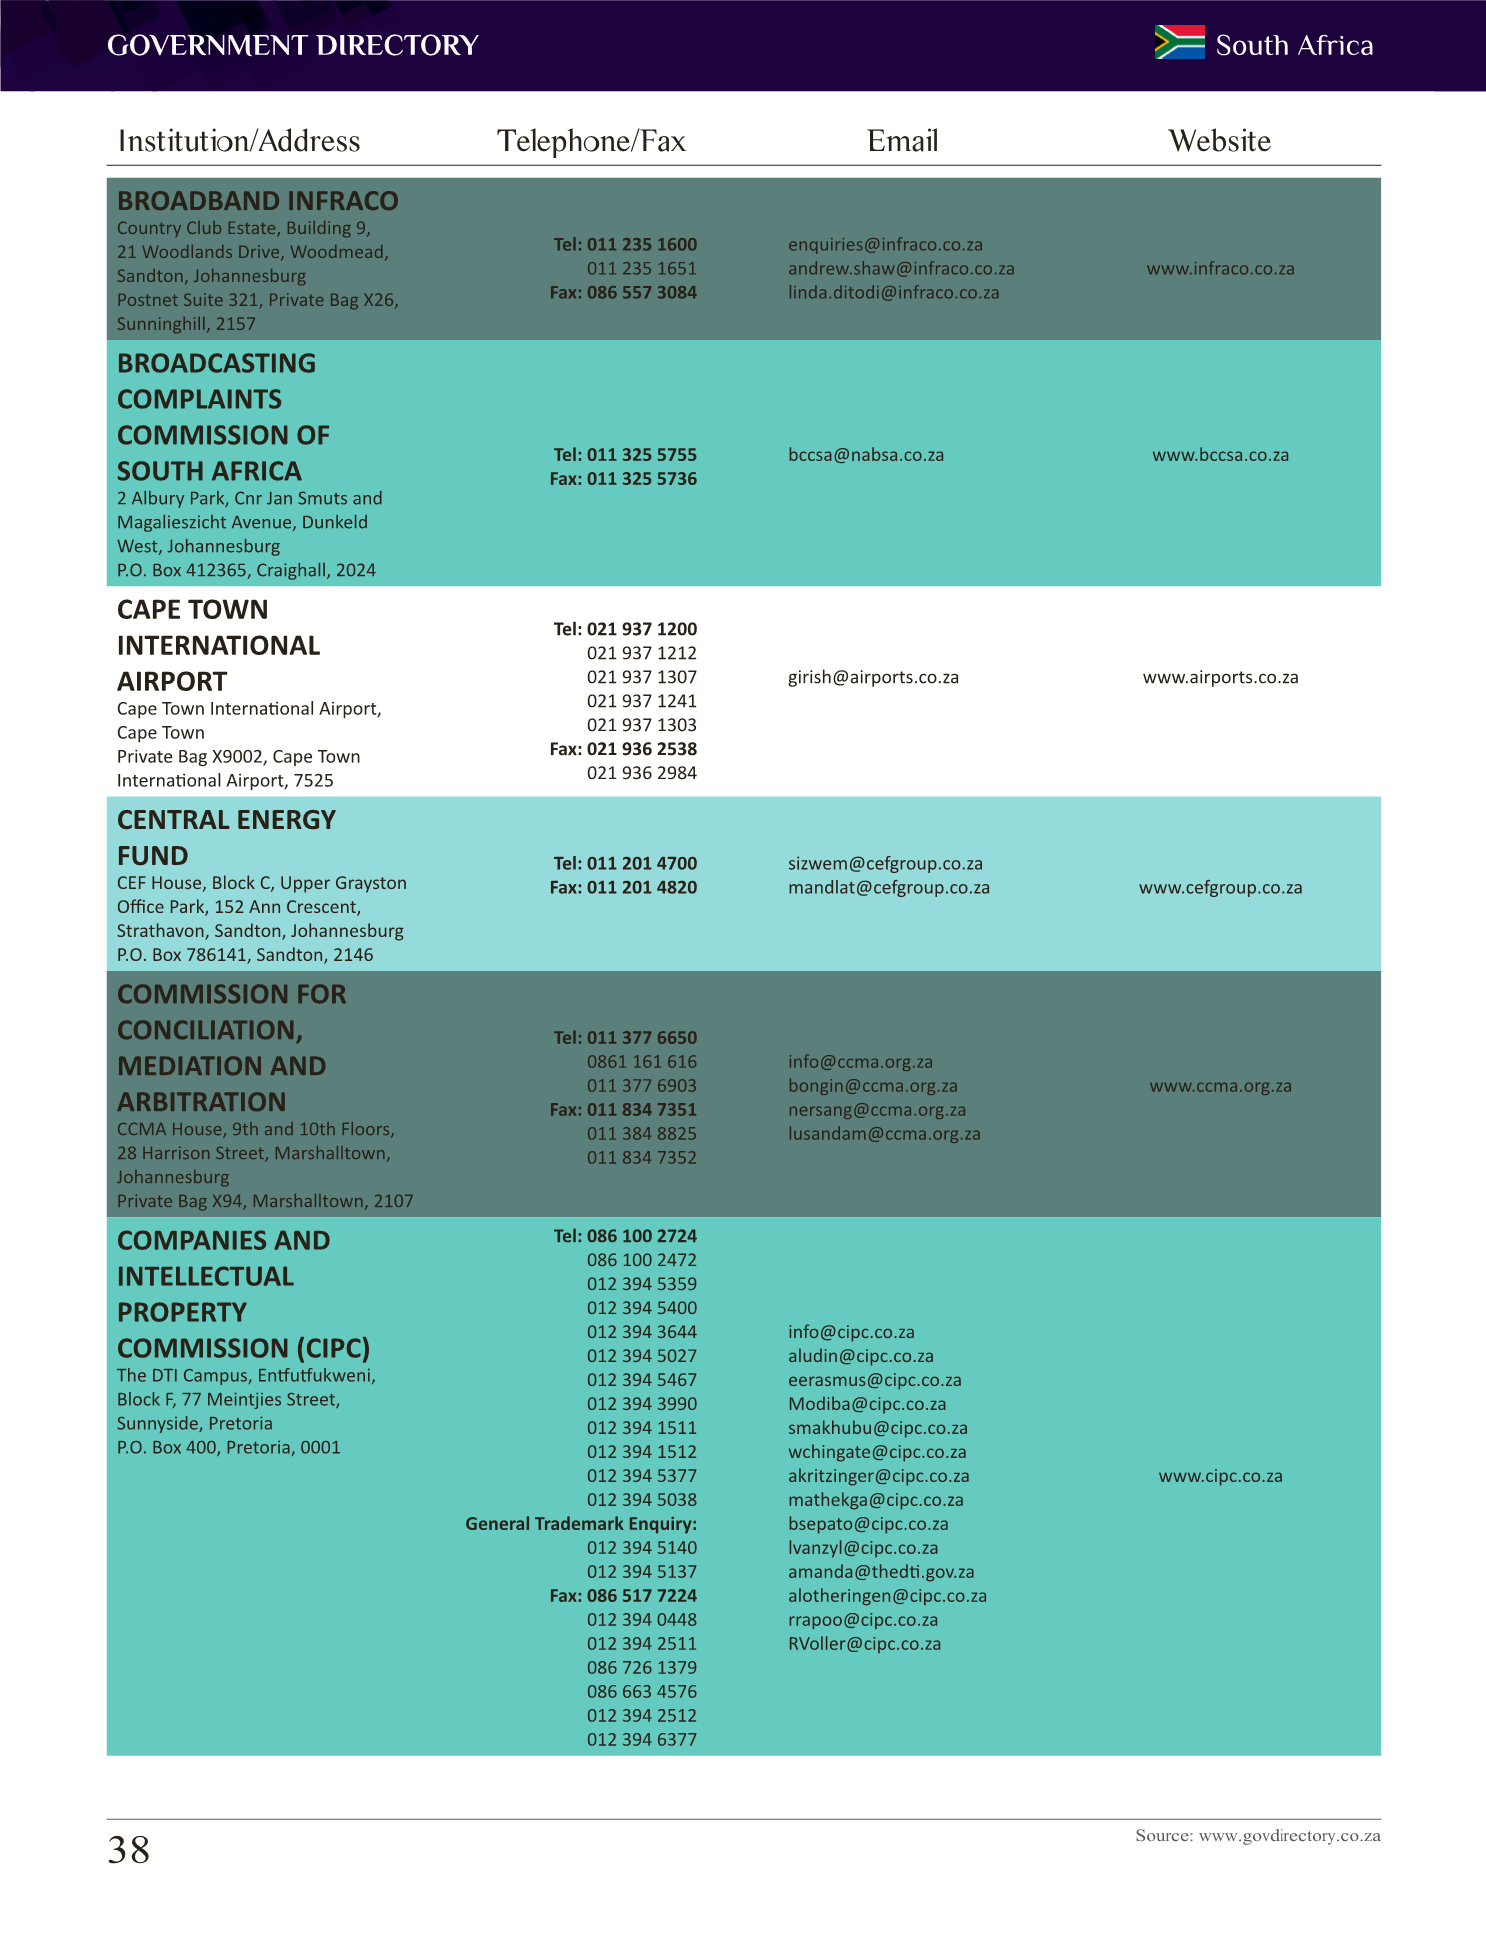 GOVERNMENT DIRECTORY
South Africa
Institution/Address
Telephone/Fax
Email
Website
BROADBAND INFRACO
Country Club Estate, Building 9,
21 Woodlands Drive, Woodmead,
Sandton, Johannesburg
Postnet Suite 321, Private Bag X26,
Sunninghill, 2157
Tel: 011 235 1600
011 235 1651
Fax: 086 557 3084
enquiries@infraco.co.za
andrew.shaw@infraco.co.za
linda.ditodi@infraco.co.za
www.infraco.co.za
BROADCASTING
COMPLAINTS
COMMISSION OF
SOUTH AFRICA
2 Albury Park, Cnr Jan Smuts and
Magalieszicht Avenue, Dunkeld
West, Johannesburg
P.O. Box 412365, Craighall, 2024
Tel: 011 325 5755
Fax: 011 325 5736
bccsa@nabsa.co.za
www.bccsa.co.za
CAPE TOWN
INTERNATIONAL
AIRPORT
Cape Town International Airport,
Cape Town
Private Bag X9002, Cape Town
International Airport, 7525
Tel: 021 937 1200
021 937 1212
021 937 1307
021 937 1241
021 937 1303
Fax: 021 936 2538
021 936 2984
girish@airports.co.za
www.airports.co.za
CENTRAL ENERGY
FUND
CEF House, Block C, Upper Grayston
Office Park, 152 Ann Crescent,
Strathavon, Sandton, Johannesburg
P.O. Box 786141, Sandton, 2146
Tel: 011 201 4700
Fax: 011 201 4820
sizwem@cefgroup.co.za
mandlat@cefgroup.co.za
www.cefgroup.co.za
COMMISSION FOR
CONCILIATION,
MEDIATION AND
ARBITRATION
CCMA House, 9th and 10th Floors,
28 Harrison Street, Marshalltown,
Johannesburg
Private Bag X94, Marshalltown, 2107
Tel: 011 377 6650
0861 161 616
011 377 6903
Fax: 011 834 7351
011 384 8825
011 834 7352
info@ccma.org.za
bongin@ccma.org.za
nersang@ccma.org.za
lusandam@ccma.org.za
www.ccma.org.za
COMPANIES AND
INTELLECTUAL
PROPERTY
COMMISSION (CIPC)
The DTI Campus, Entfutfukweni,
Block F, 77 Meintjies Street,
Sunnyside, Pretoria
P.O. Box 400, Pretoria, 0001
Tel: 086 100 2724
086 100 2472
012 394 5359
012 394 5400
012 394 3644
012 394 5027
012 394 5467
012 394 3990
012 394 1511
012 394 1512
012 394 5377
012 394 5038
General Trademark Enquiry:
012 394 5140
012 394 5137
Fax: 086 517 7224
012 394 0448
012 394 2511
086 726 1379
086 663 4576
012 394 2512
012 394 6377
info@cipc.co.za
aludin@cipc.co.za
eerasmus@cipc.co.za
Modiba@cipc.co.za
smakhubu@cipc.co.za
wchingate@cipc.co.za
akritzinger@cipc.co.za
mathekga@cipc.co.za
bsepato@cipc.co.za
lvanzyl@cipc.co.za
amanda@thedti.gov.za
alotheringen@cipc.co.za
rrapoo@cipc.co.za
RVoller@cipc.co.za
www.cipc.co.za
38
Source: www.govdirectory.co.za